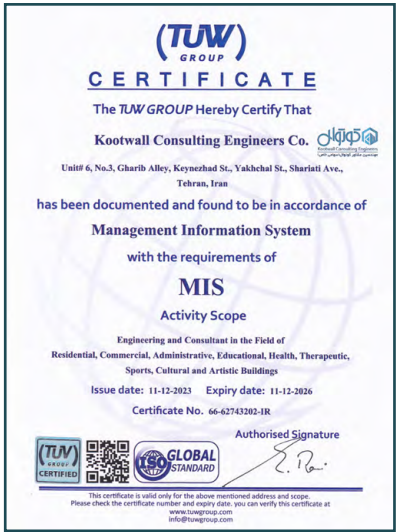 (TUW)
GROUP
CERTIFICATE
The TUW GROUP Hereby Certify That
Kootwall Consulting Engineers Co.
Kootwall Consulting Engineers
Unit# 6, No.3, Gharib Alley, Keynezhad St., Yakhchal St., Shariati Ave.,
Tehran, Iran
has been documented and found to be in accordance of
Management Information System
with the requirements of
MIS
Activity Scope
Engineering and Consultant in the Field of
Residential, Commercial, Administrative, Educational, Health, Therapeutic,
Sports, Cultural and Artistic Buildings
Issue date: 11-12-2023 Expiry date: 11-12-2026
Certificate No. 66-62743202-IR
Authorised Signature
(TUV)
GROUP
CERTIFIED
ISO GLOBAL
STANDARD
This certificate is valid only for the above mentioned address and scope.
Please check the certificate number and expiry date. you can verify this certificate at
www.tuwgroup.com
info@tuwgroup.com